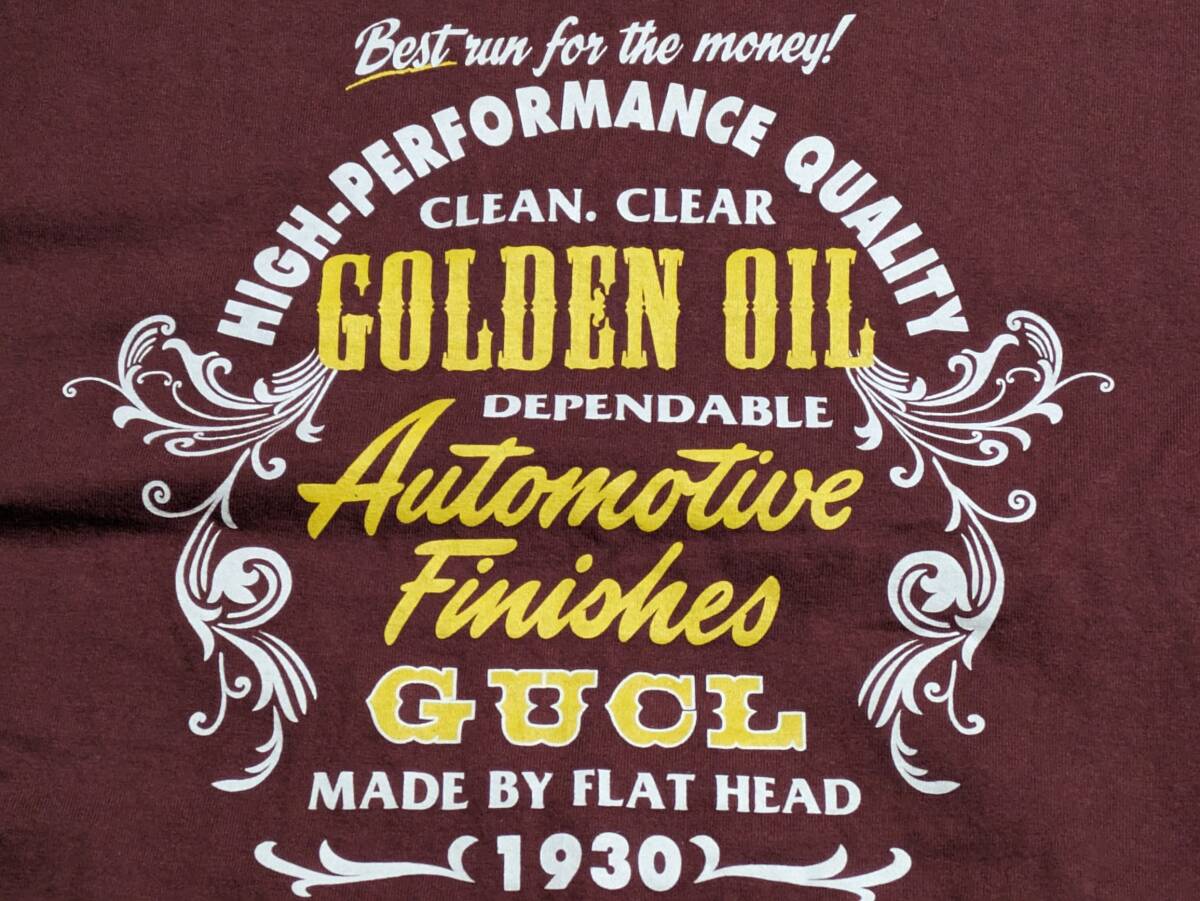 Best run for the money!
HIGH-PERFORMANCE QUALITY
CLEAN. CLEAR
GOLDEN OIL
DEPENDABLE
Automotive
Finishes
GUCL
MADE BY FLAT HEAD
1930